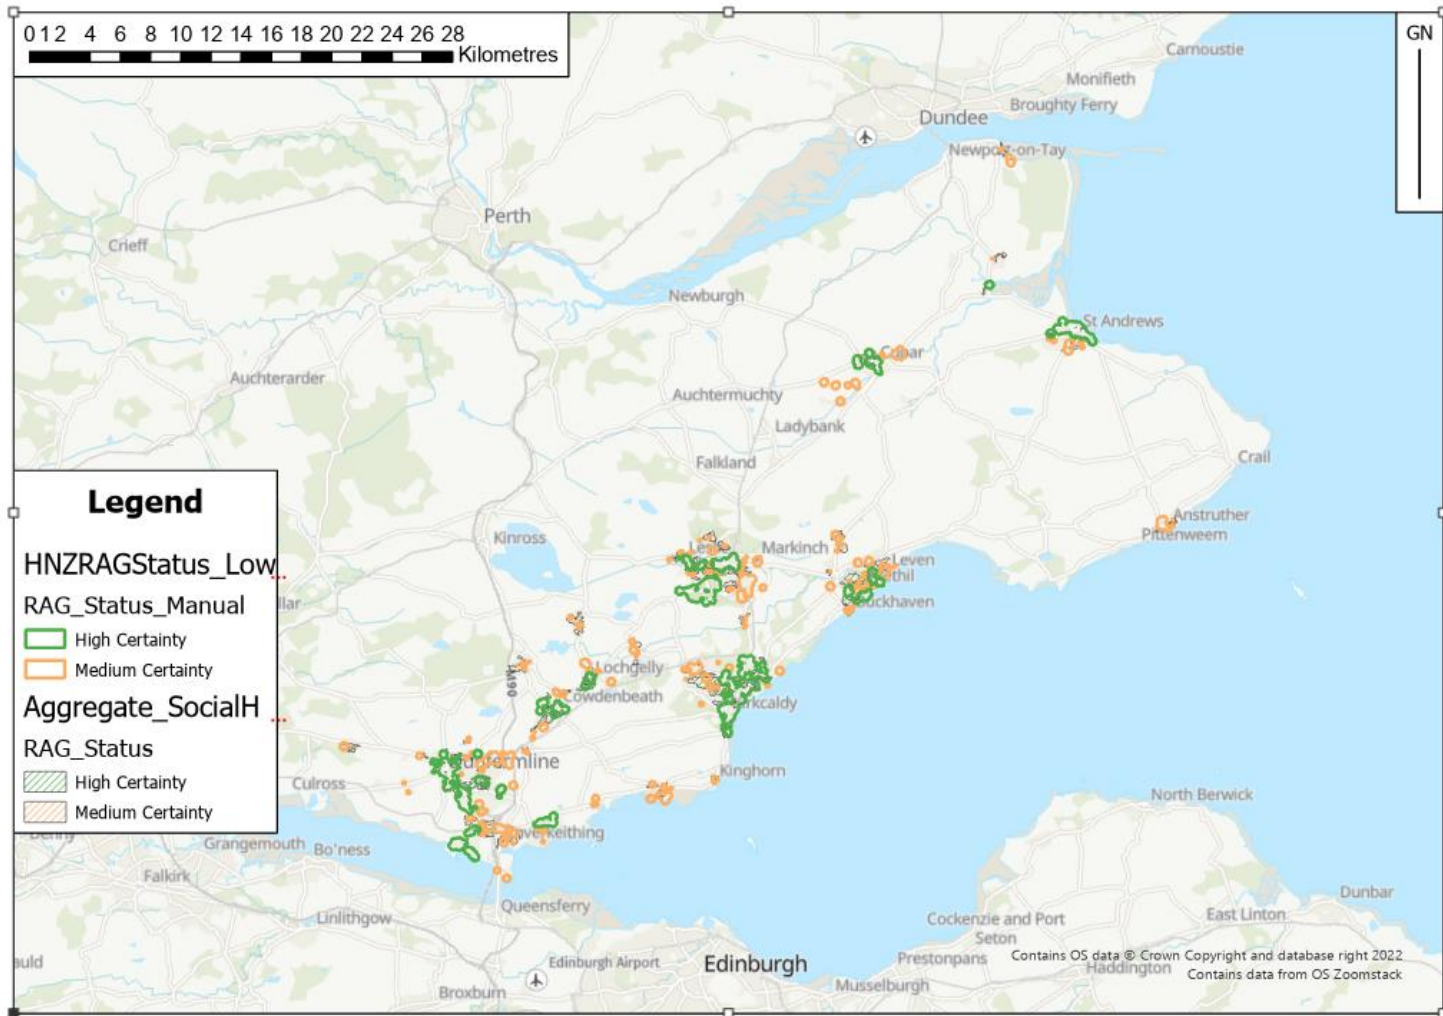 0 1 2 4 6 8 10 12 14 16 18 20 22 24 26 28
Kilometres
GN
Carnoustie
Monifieth
Broughty Ferry
Dundee
Newport-on-Tay
Perth
Crieff
Newburgh
St Andrews
Cupar
Auchterarder
Auchtermuchty
Ladybank
Falkland
Crail
Anstruther
Pittenweem
Kinross
Markinch
Leven
Buckhaven
Lochgelly
Cowdenbeath
M90
Kirkcaldy
Dunfermline
Kinghorn
Culross
Inverkeithing
North Berwick
Grangemouth
Bo'ness
Falkirk
Linlithgow
Queensferry
Dunbar
East Linton
Cockenzie and Port
Seton
Prestonpans
Haddington
Musselburgh
Edinburgh
Edinburgh Airport
Broxburn
Legend
HNZRAGStatus_Low
...
RAG_Status_Manual
High Certainty
Medium Certainty
Aggregate_SocialH
...
RAG_Status
High Certainty
Medium Certainty
Contains OS data © Crown Copyright and database right 2022
Contains data from OS Zoomstack